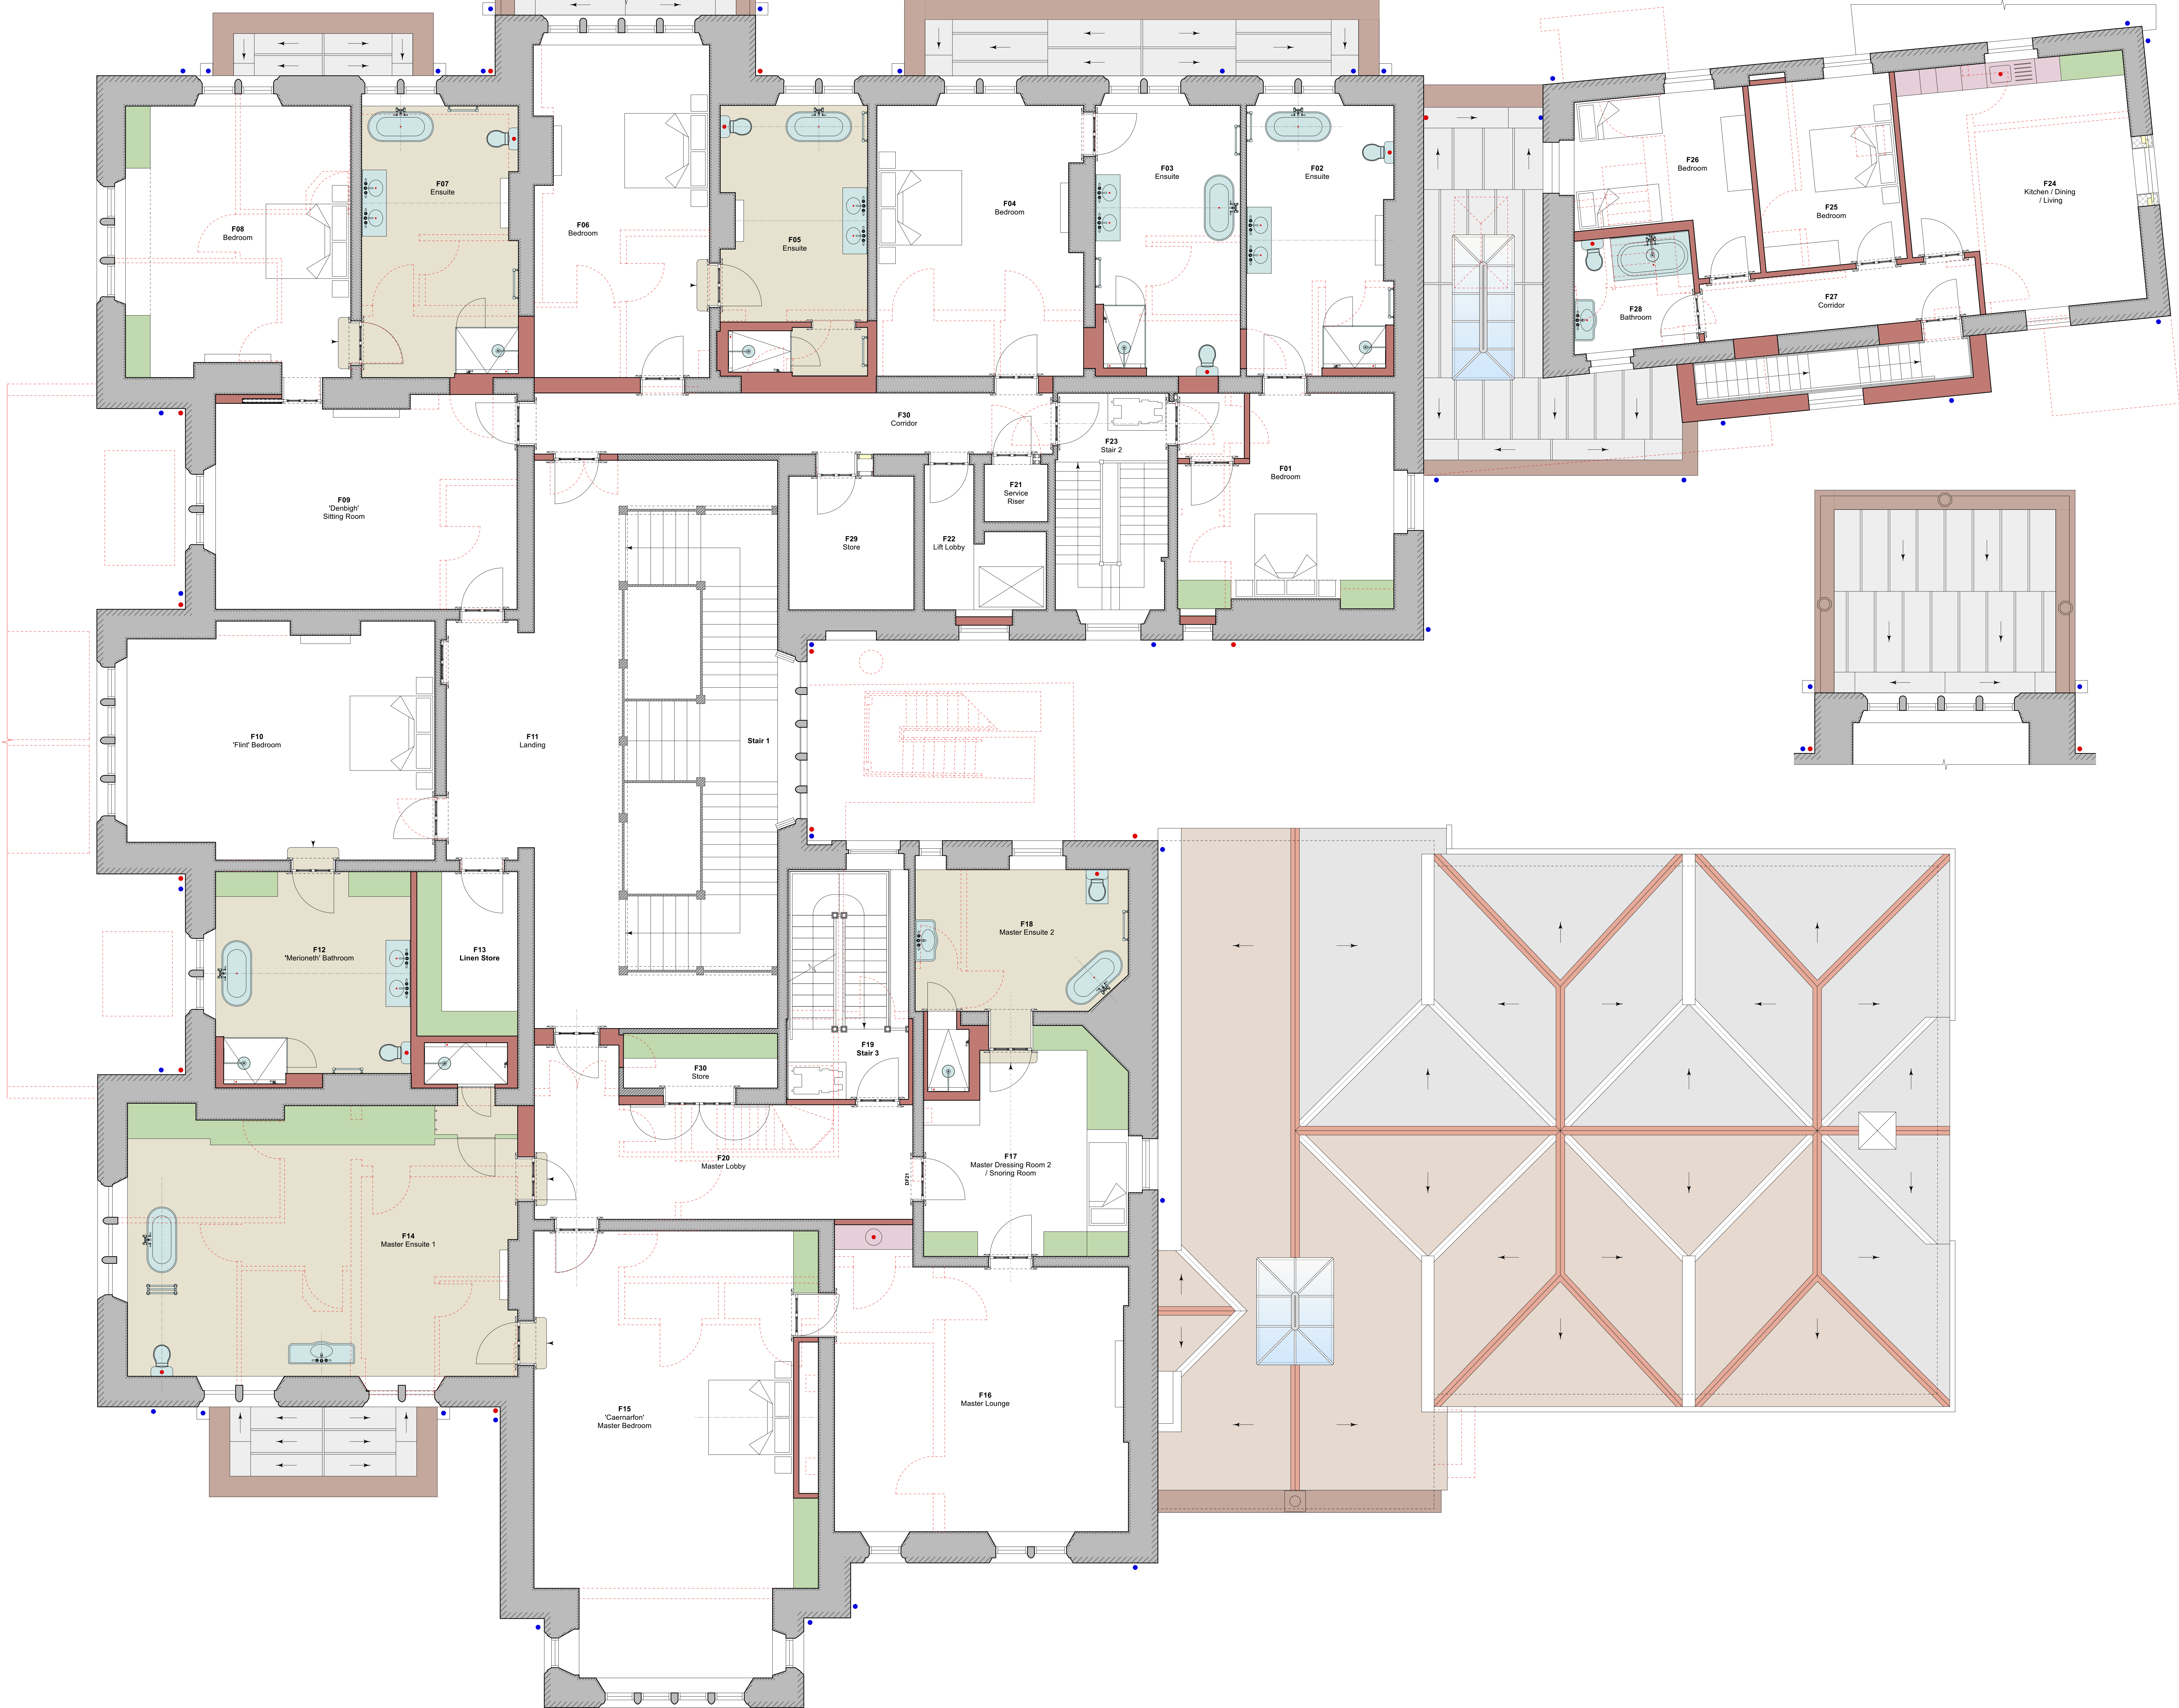 F26
Bedroom
F24
Kitchen / Dining
/ Living
F25
Bedroom
F27
Corridor
F28
Bathroom
F07
Ensuite
F08
Bedroom
F06
Bedroom
F05
Ensuite
F04
Bedroom
F03
Ensuite
F02
Ensuite
F30
Corridor
F23
Stair 2
F01
Bedroom
F09
'Denbigh'
Sitting Room
F21
Service
Riser
F29
Store
F22
Lift Lobby
F10
'Flint' Bedroom
F11
Landing
Stair 1
F12
'Merioneth' Bathroom
F13
Linen Store
F18
Master Ensuite 2
F19
Stair 3
F30
Store
F20
Master Lobby
DF21
F17
Master Dressing Room 2
/ Snoring Room
F14
Master Ensuite 1
F15
'Caernarfon'
Master Bedroom
F16
Master Lounge